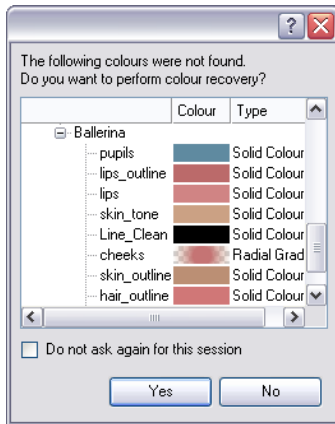 The following colours were not found.
Do you want to perform colour recovery?
Colour Type
Ballerina
pupils Solid Colour
lips_outline Solid Colour
lips Solid Colour
skin_tone Solid Colour
Line_Clean Solid Colour
cheeks Radial Grad
skin_outline Solid Colour
hair_outline Solid Colour
Do not ask again for this session
Yes No